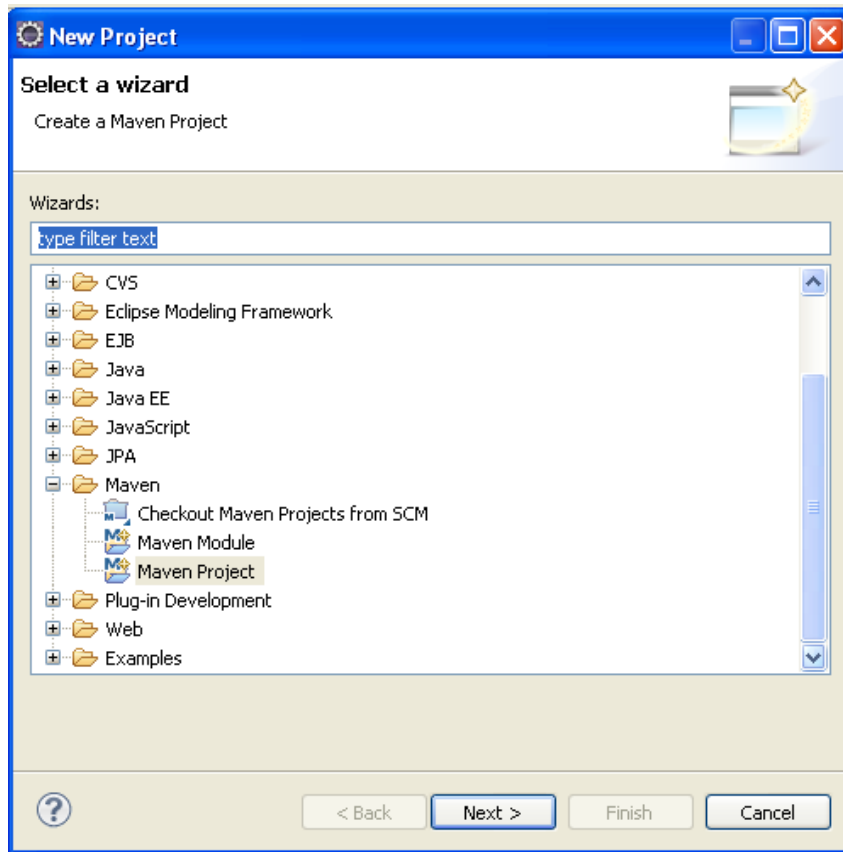 New Project
Select a wizard
Create a Maven Project
Wizards:
type filter text
CVS
Eclipse Modeling Framework
EJB
Java
Java EE
JavaScript
JPA
Maven
Checkout Maven Projects from SCM
Maven Module
Maven Project
Plug-in Development
Web
Examples
? < Back Next > Finish Cancel